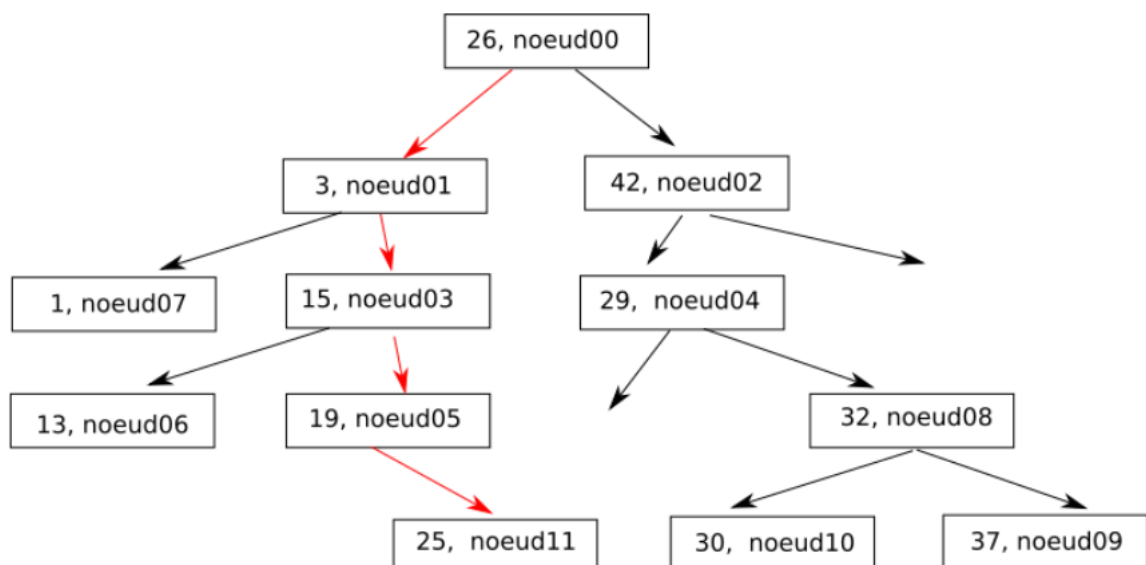 26, noeud00
3, noeud01
42, noeud02
1, noeud07
15, noeud03
29, noeud04
13, noeud06
19, noeud05
32, noeud08
25, noeud11
30, noeud10
37, noeud09